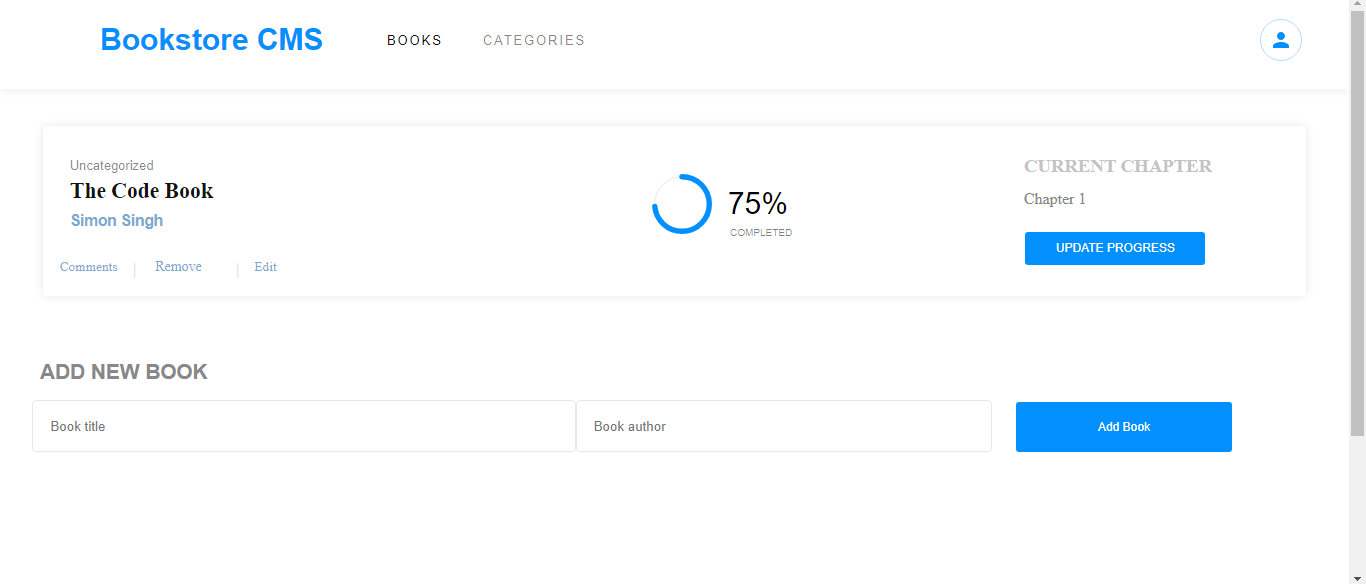 Bookstore CMS
BOOKS
CATEGORIES
Uncategorized
The Code Book
Simon Singh
Comments
Remove
Edit
75%
COMPLETED
CURRENT CHAPTER
Chapter 1
UPDATE PROGRESS
ADD NEW BOOK
Book title
Book author
Add Book